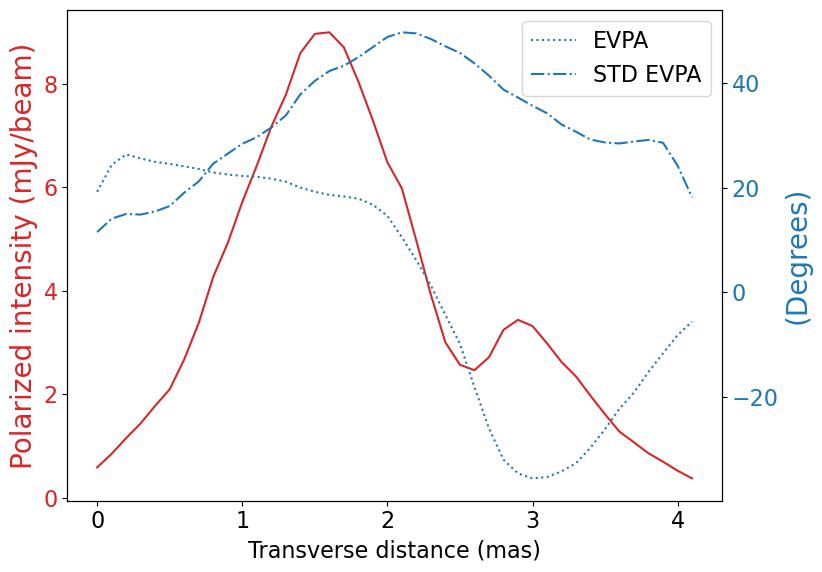 EVPA
STD EVPA
Polarized intensity (mJy/beam)
8
6
4
2
0
40
20
0
−20
(Degrees)
0 1 2 3 4
Transverse distance (mas)